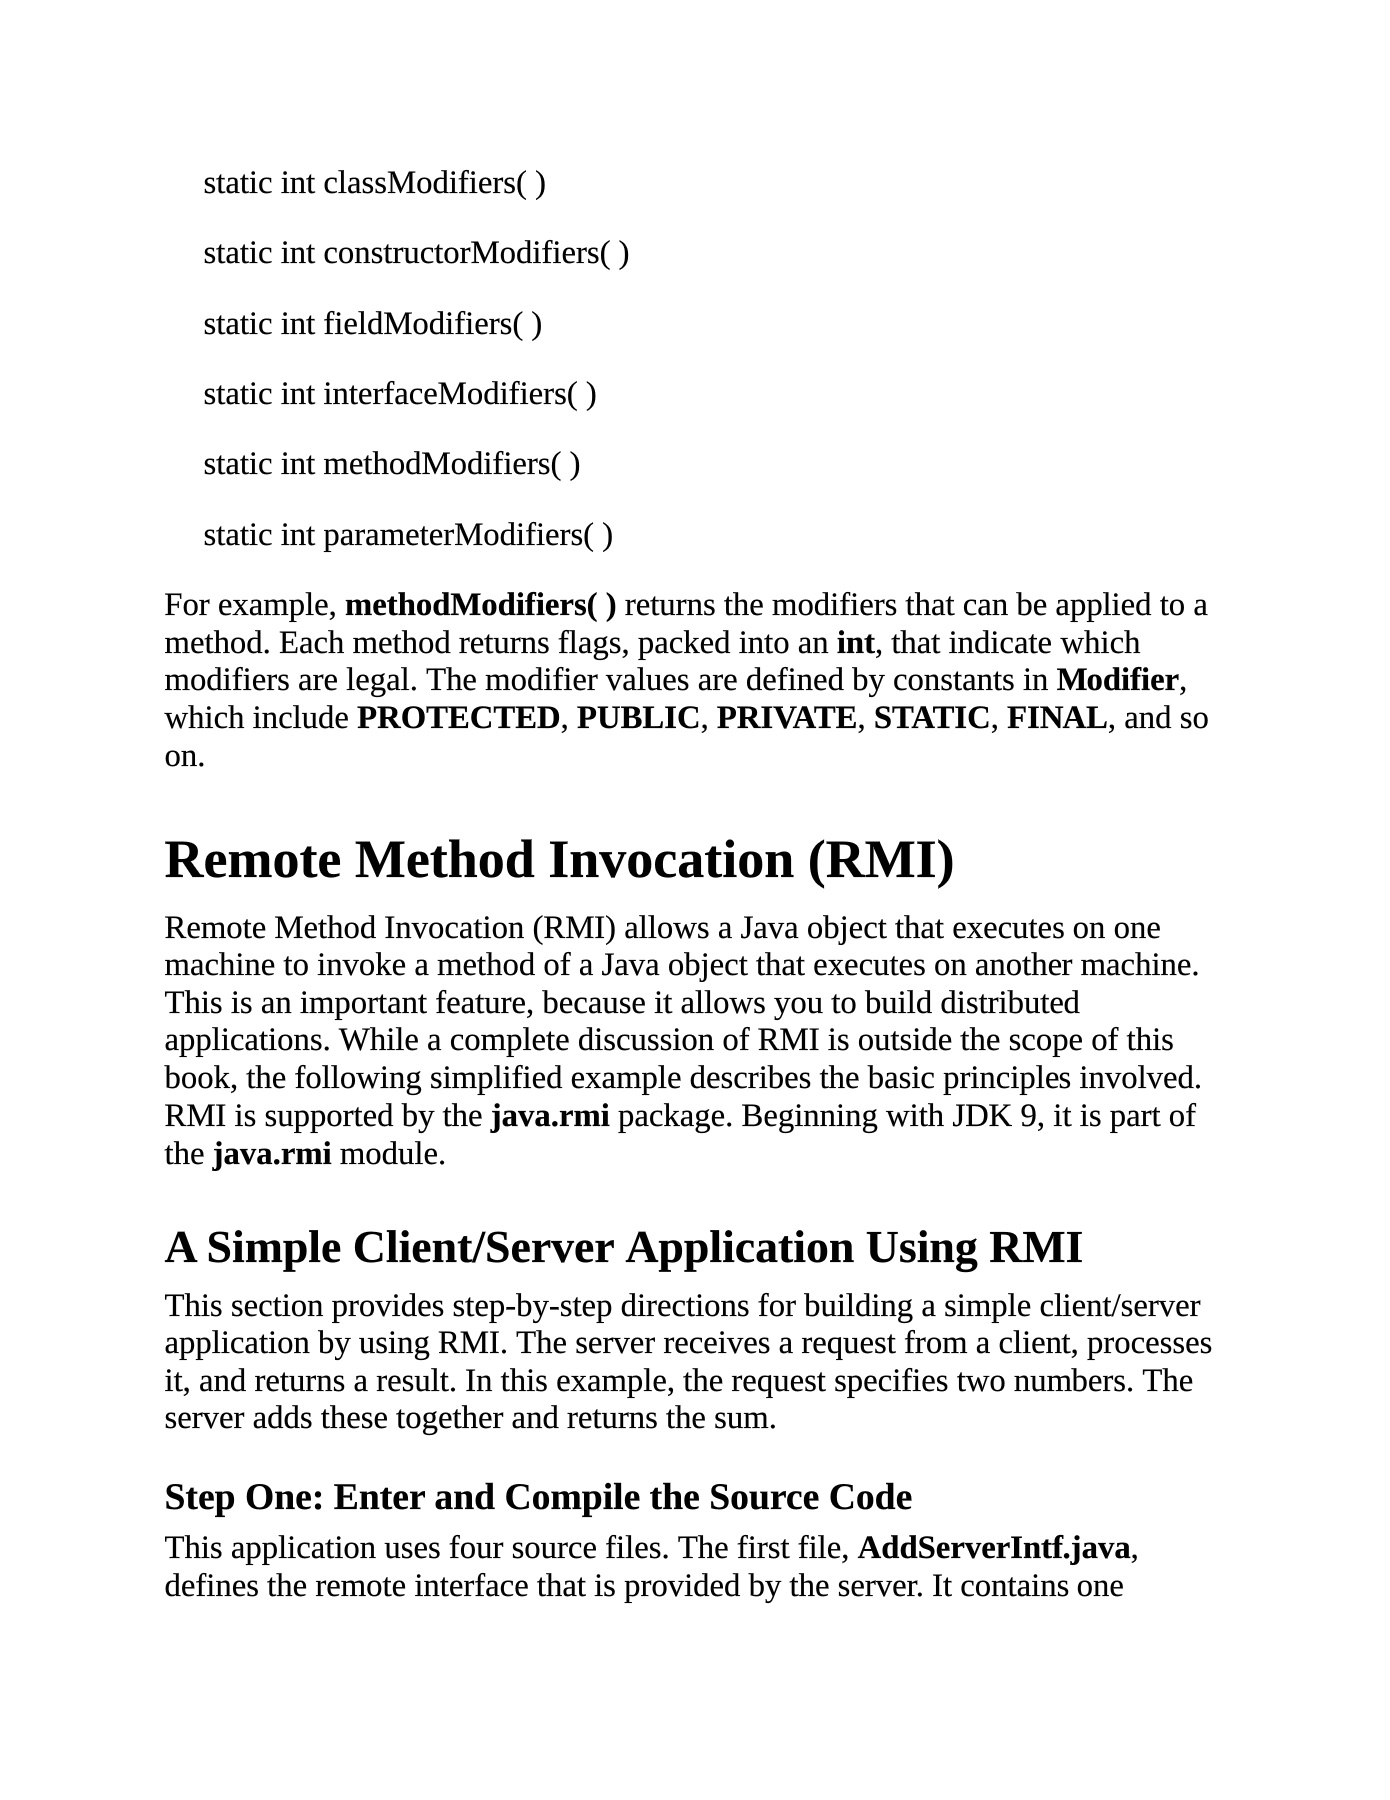 static int classModifiers( )
static int constructorModifiers( )
static int fieldModifiers( )
static int interfaceModifiers( )
static int methodModifiers( )
static int parameterModifiers( )
For example, methodModifiers( ) returns the modifiers that can be applied to a
method. Each method returns flags, packed into an int, that indicate which
modifiers are legal. The modifier values are defined by constants in Modifier,
which include PROTECTED, PUBLIC, PRIVATE, STATIC, FINAL, and so
on.
Remote Method Invocation (RMI)
Remote Method Invocation (RMI) allows a Java object that executes on one
machine to invoke a method of a Java object that executes on another machine.
This is an important feature, because it allows you to build distributed
applications. While a complete discussion of RMI is outside the scope of this
book, the following simplified example describes the basic principles involved.
RMI is supported by the java.rmi package. Beginning with JDK 9, it is part of
the java.rmi module.
A Simple Client/Server Application Using RMI
This section provides step-by-step directions for building a simple client/server
application by using RMI. The server receives a request from a client, processes
it, and returns a result. In this example, the request specifies two numbers. The
server adds these together and returns the sum.
Step One: Enter and Compile the Source Code
This application uses four source files. The first file, AddServerIntf.java,
defines the remote interface that is provided by the server. It contains one